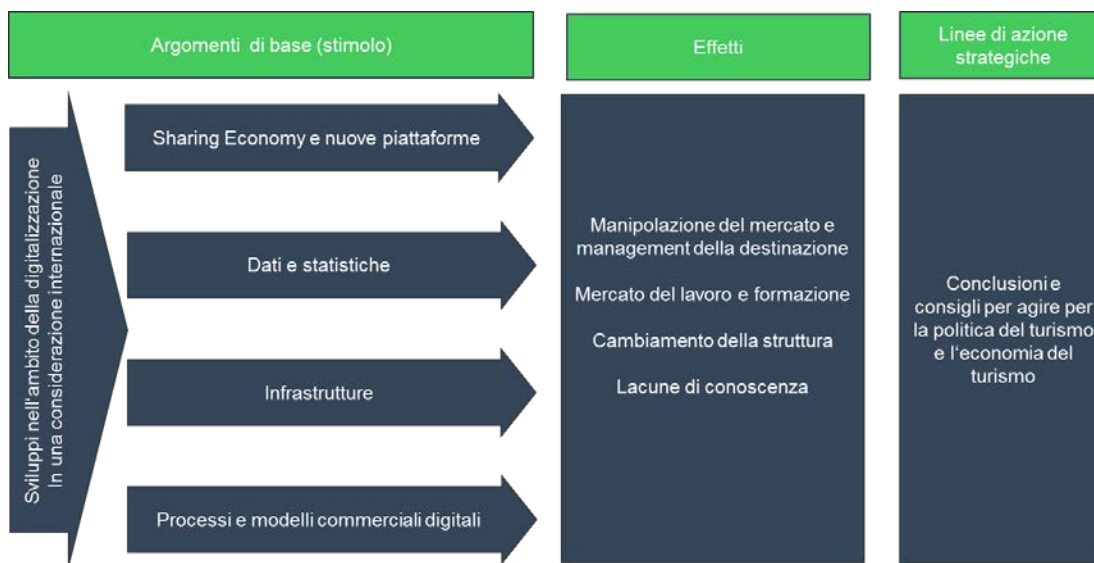 Argomenti di base (stimolo)
Effetti
Linee di azione
strategiche
Sviluppi nell'ambito della digitalizzazione
In una considerazione internazionale
Sharing Economy e nuove piattaforme
Dati e statistiche
Infrastrutture
Processi e modelli commerciali digitali
Manipolazione del mercato e
management della destinazione
Mercato del lavoro e formazione
Cambiamento della struttura
Lacune di conoscenza
Conclusioni e
consigli per agire per
la politica del turismo
e l‘economia del
turismo